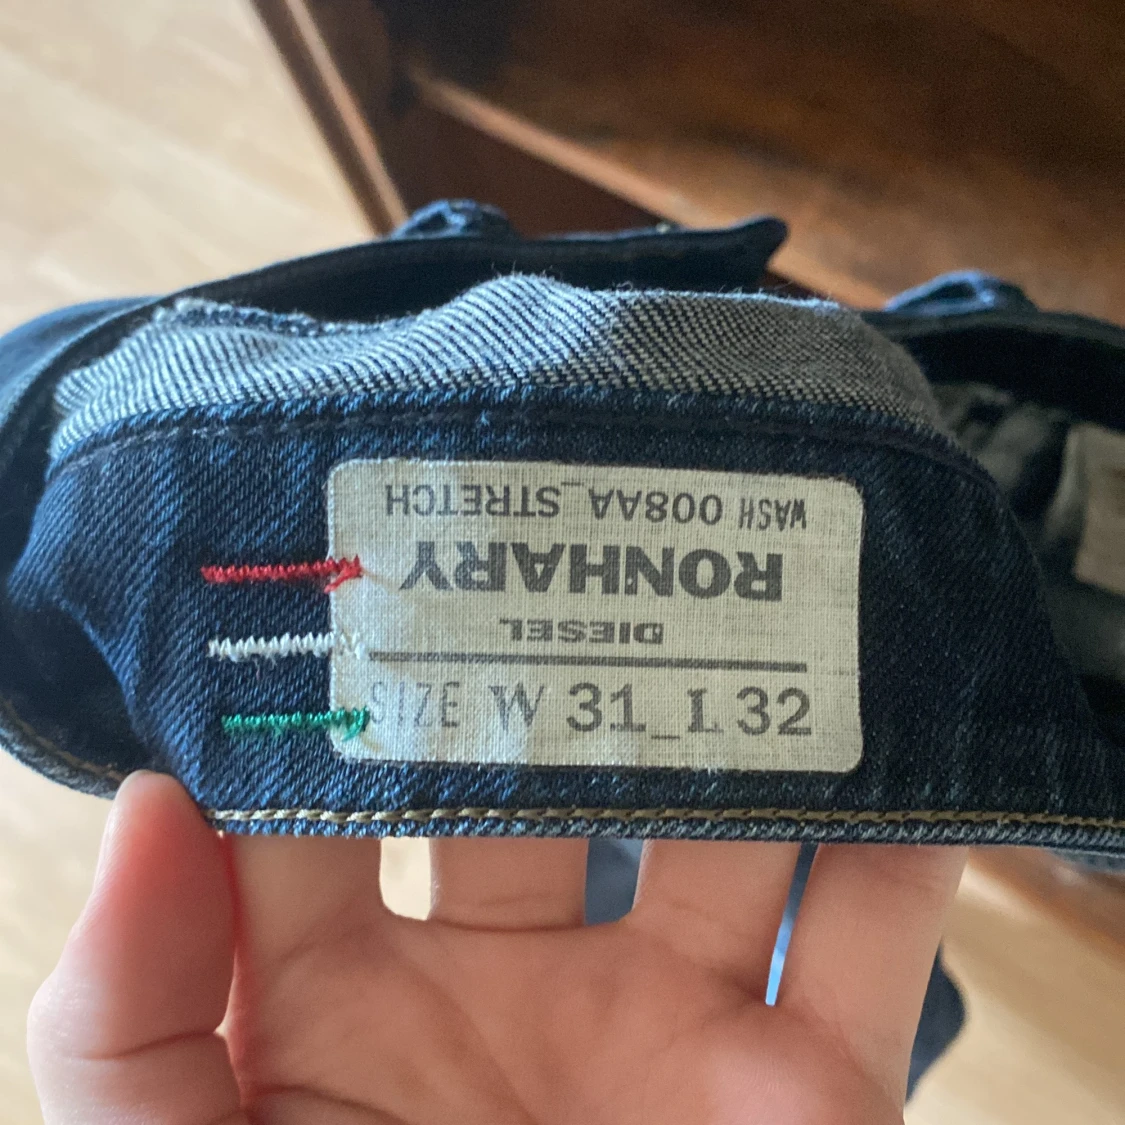 WASH 008AA_STRETCH
RONHARY
DIESEL
SIZE W 31_L 32